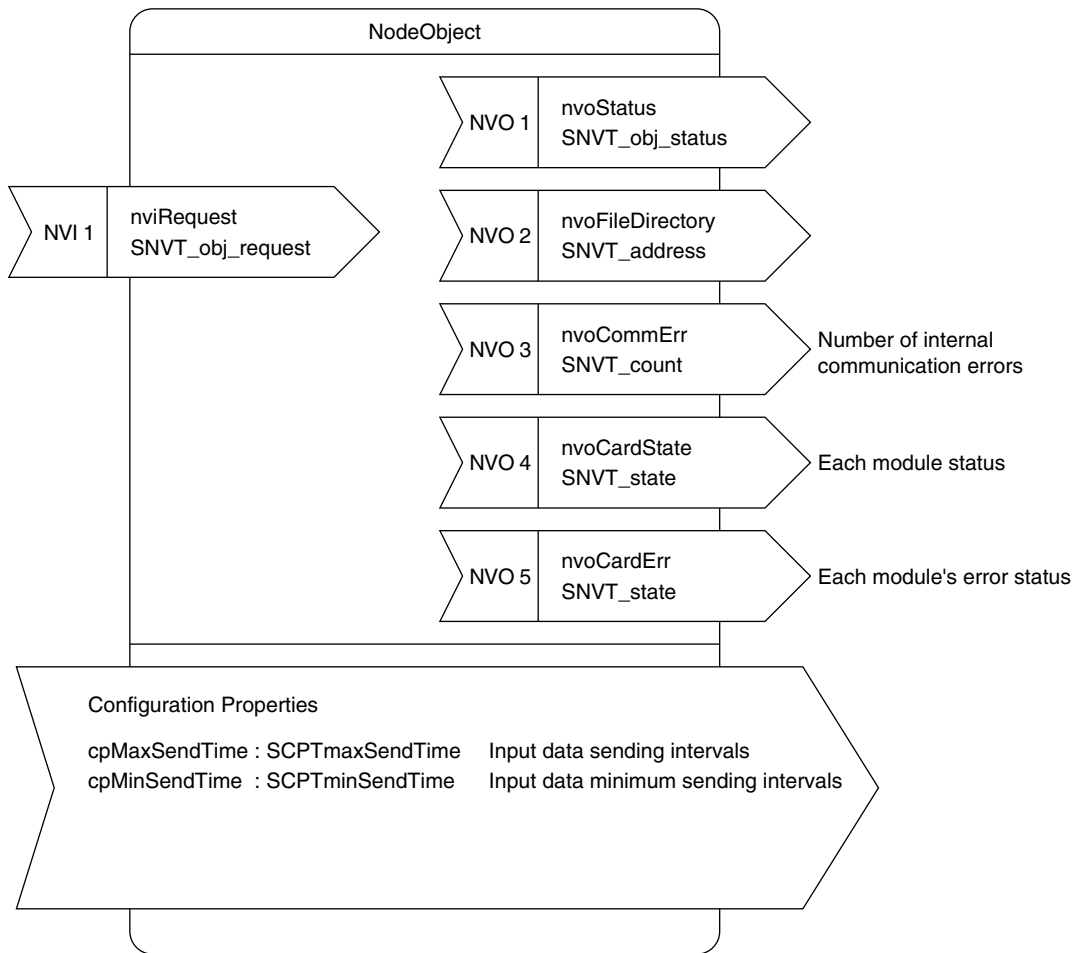 NodeObject
NVO 1
nvoStatus
SNVT_obj_status
NVI 1
nviRequest
SNVT_obj_request
NVO 2
nvoFileDirectory
SNVT_address
NVO 3
nvoCommErr
SNVT_count
Number of internal
communication errors
NVO 4
nvoCardState
SNVT_state
Each module status
NVO 5
nvoCardErr
SNVT_state
Each module's error status
Configuration Properties
cpMaxSendTime : SCPTmaxSendTime Input data sending intervals
cpMinSendTime : SCPTminSendTime Input data minimum sending intervals